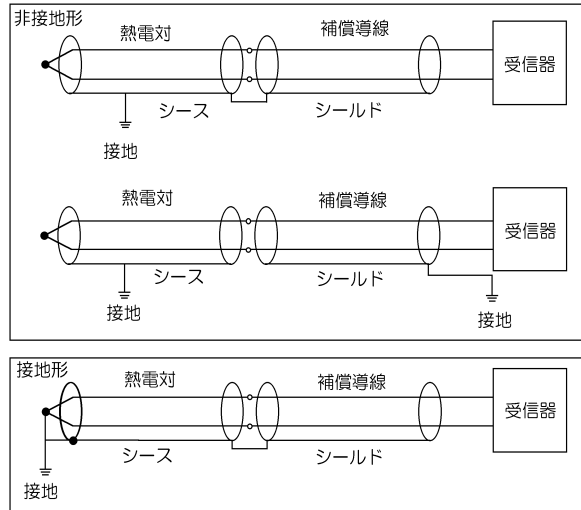 非接地形
熱電対
補償導線
受信器
シース
シールド
接地
熱電対
補償導線
受信器
シース
シールド
接地
接地
接地形
熱電対
補償導線
受信器
シース
シールド
接地